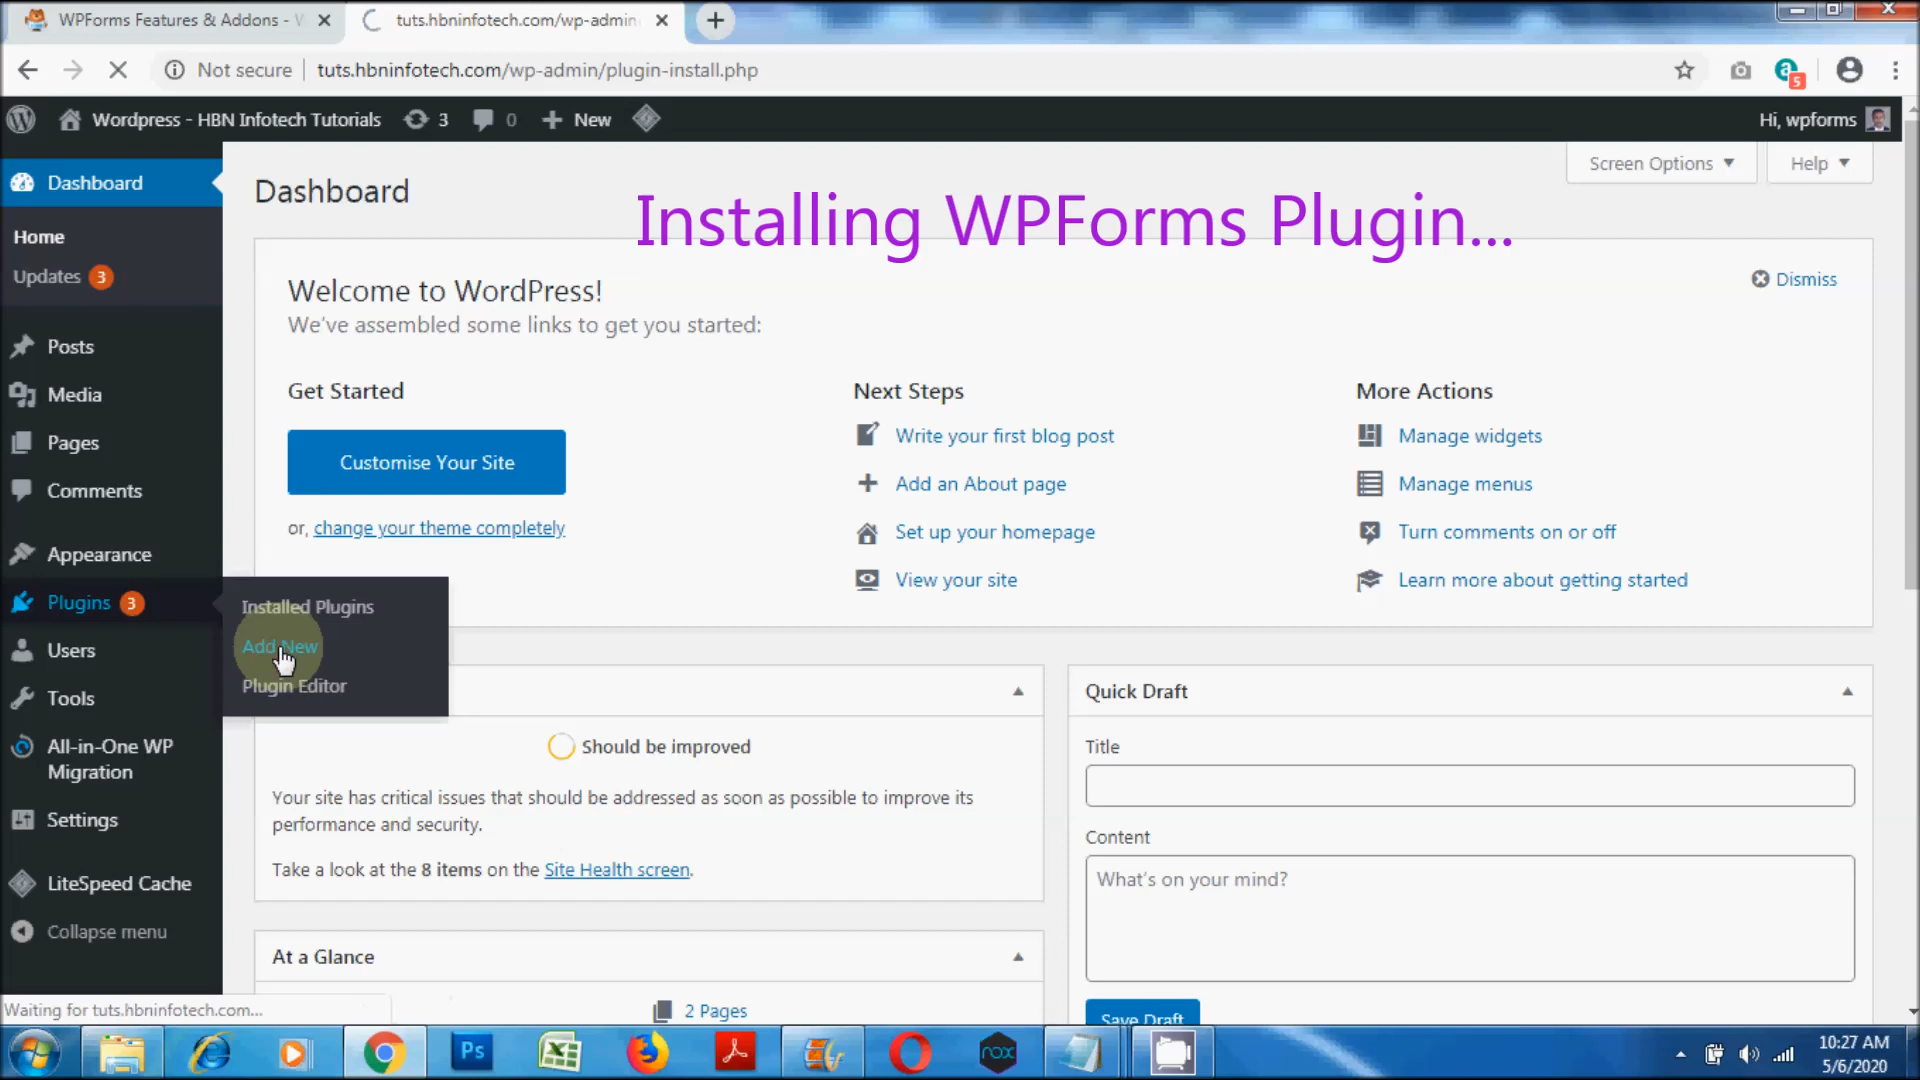 WPForms Features & Addons - W
tuts.hbninfotech.com/wp-admin
Not secure
tuts.hbninfotech.com/wp-admin/plugin-install.php
5
Wordpress - HBN Infotech Tutorials
3
0
New
Hi, wpforms
Screen Options
Help
Dashboard
Dashboard
Installing WPForms Plugin...
Home
Updates 3
Welcome to WordPress!
Dismiss
We've assembled some links to get you started:
Posts
Media
Pages
Comments
Appearance
Plugins 3
Users
Tools
All-in-One WP
Migration
Settings
LiteSpeed Cache
Collapse menu
Installed Plugins
Add New
Plugin Editor
Get Started
Customise Your Site
or, change your theme completely
Next Steps
Write your first blog post
Add an About page
Set up your homepage
View your site
More Actions
Manage widgets
Manage menus
Turn comments on or off
Learn more about getting started
Should be improved
Your site has critical issues that should be addressed as soon as possible to improve its
performance and security.
Take a look at the 8 items on the Site Health screen.
At a Glance
2 Pages
Quick Draft
Title
Content
What's on your mind?
Save Draft
Waiting for tuts.hbninfotech.com...
Ps
nox
10:27 AM
5/6/2020